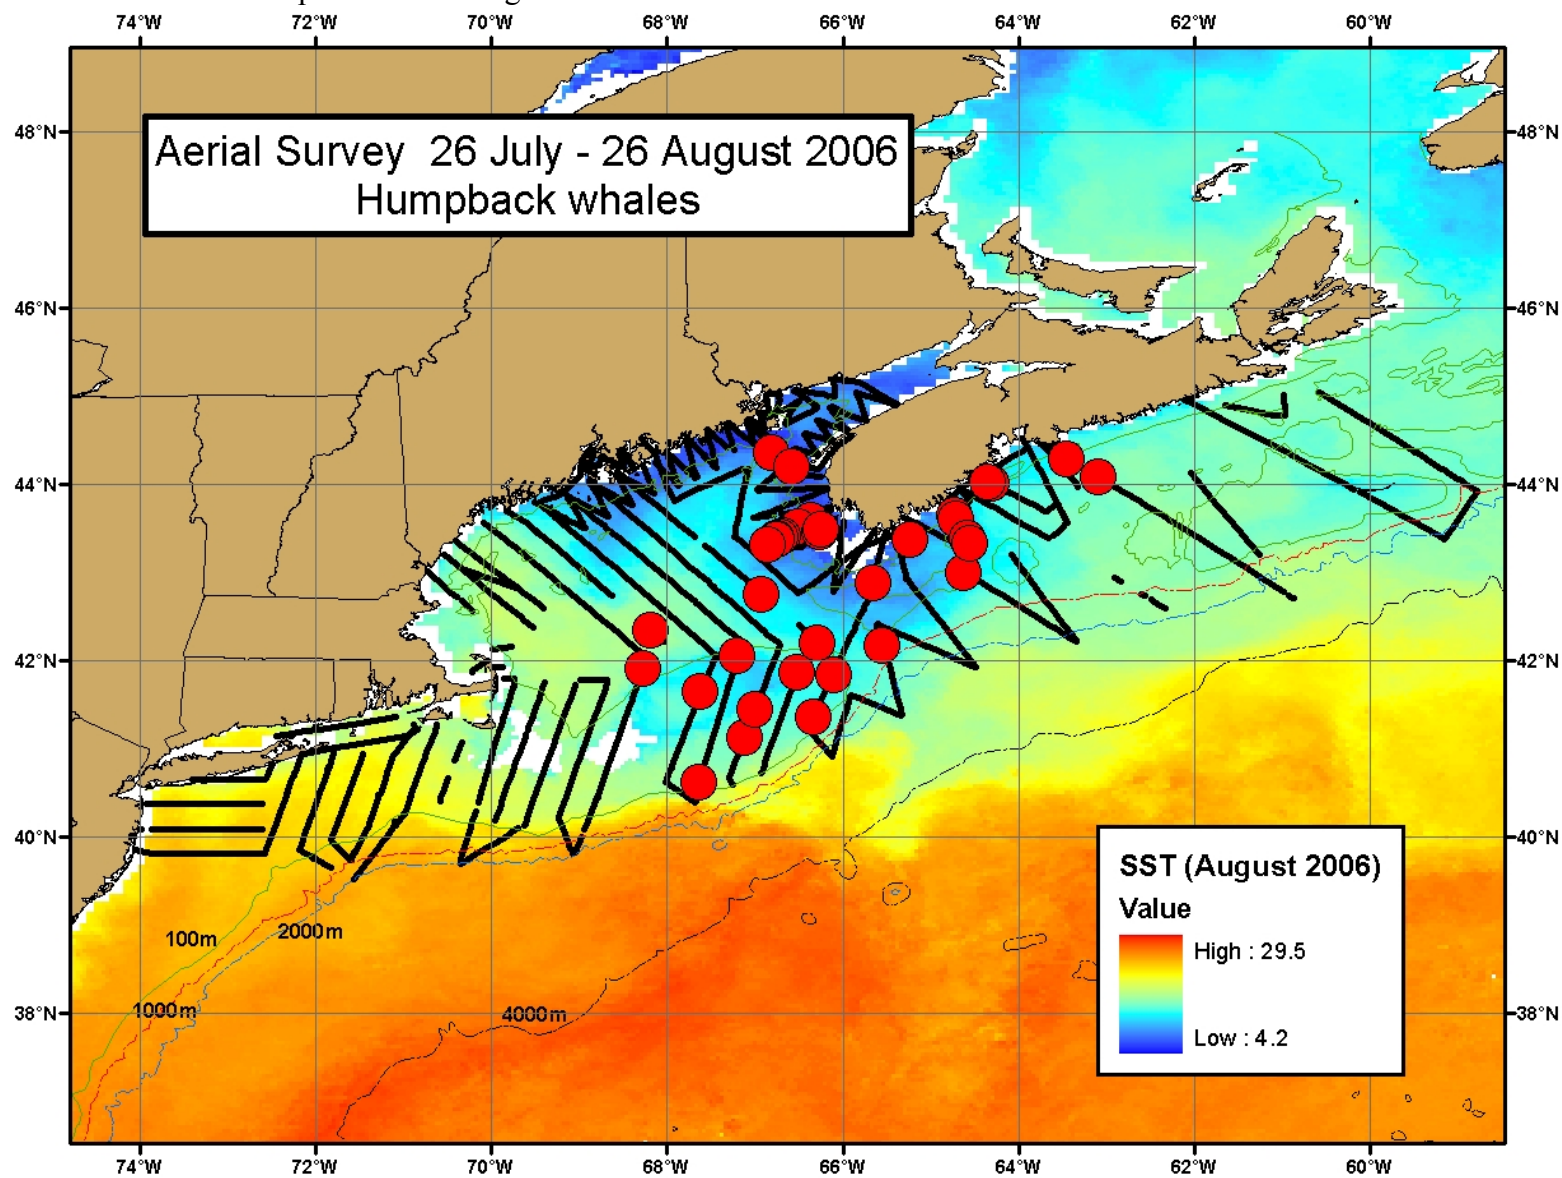 74°W 72°W 70°W 68°W 66°W 64°W 62°W 60°W
Aerial Survey 26 July - 26 August 2006
Humpback whales
48°N 48°N
46°N 46°N
44°N 44°N
42°N 42°N
40°N 40°N
SST (August 2006)
Value
High : 29.5
Low : 4.2
100m
2000m
1000m
4000m
38°N 38°N
74°W 72°W 70°W 68°W 66°W 64°W 62°W 60°W